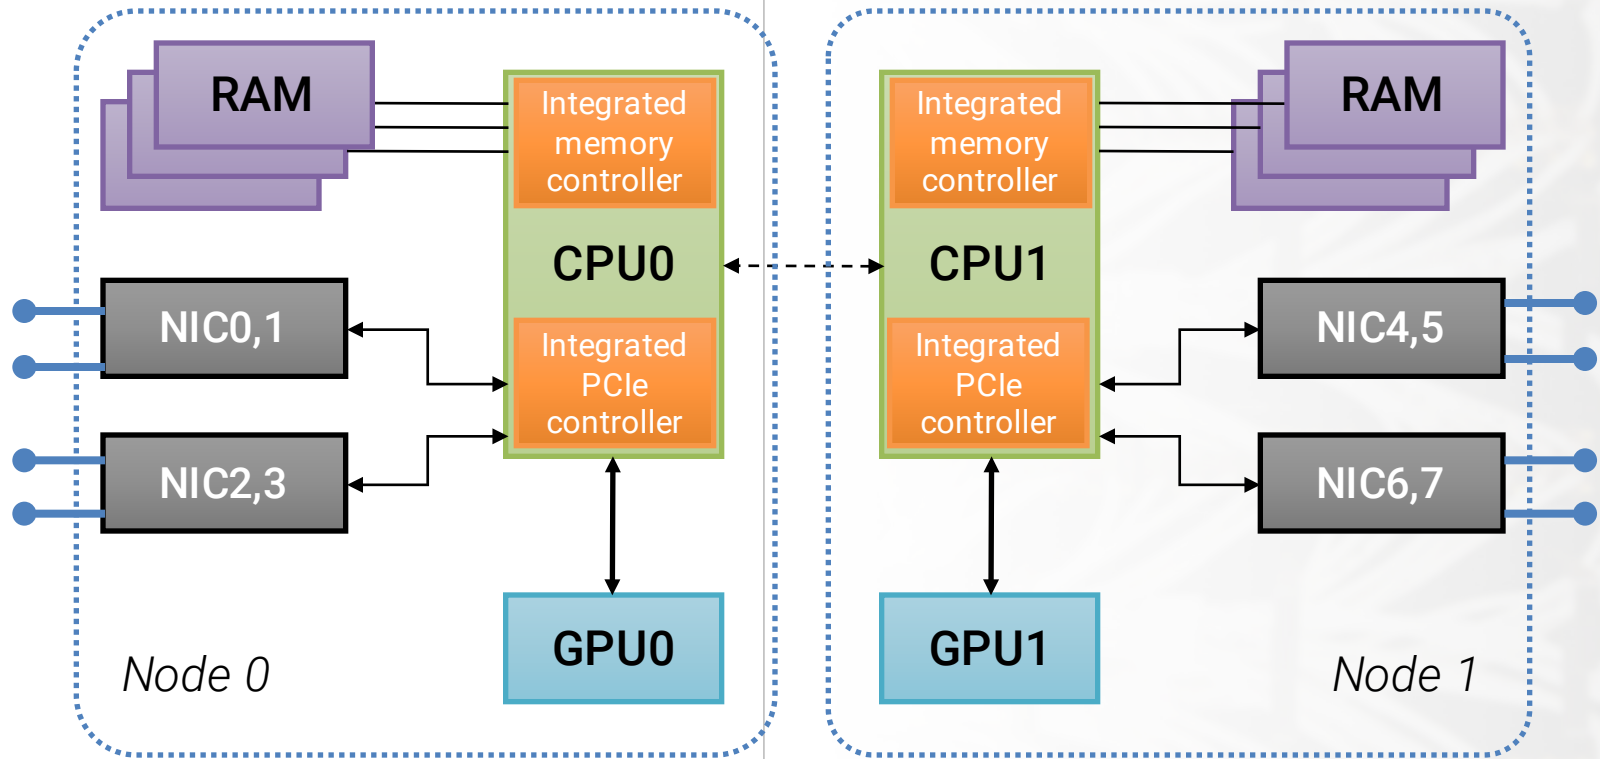 RAM
Integrated
memory
controller
CPU0
NIC0,1
Integrated
PCIe
controller
NIC2,3
GPU0
Node 0
Integrated
memory
controller
RAM
CPU1
NIC4,5
Integrated
PCIe
controller
NIC6,7
GPU1
Node 1